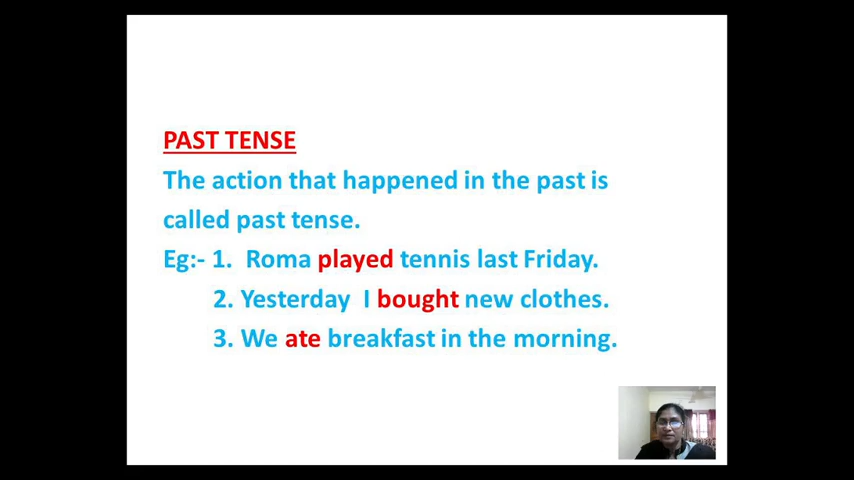 PAST TENSE
The action that happened in the past is
called past tense.
Eg:- 1. Roma played tennis last Friday.
2. Yesterday I bought new clothes.
3. We ate breakfast in the morning.